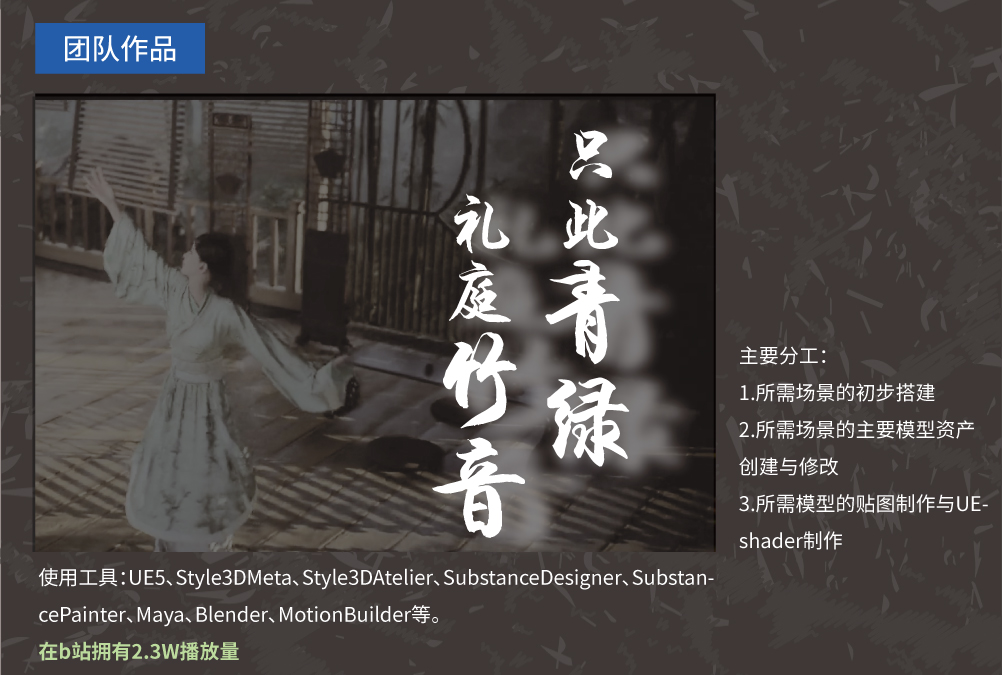 团队作品
只此青绿
礼庭竹音
主要分工：
1.所需场景的初步搭建
2.所需场景的主要模型资产
创建与修改
3.所需模型的贴图制作与UE-
shader制作
使用工具：UE5、Style3DMeta、Style3DAtelier、SubstanceDesigner、Substan-
cePainter、Maya、Blender、MotionBuilder等。
在b站拥有2.3W播放量